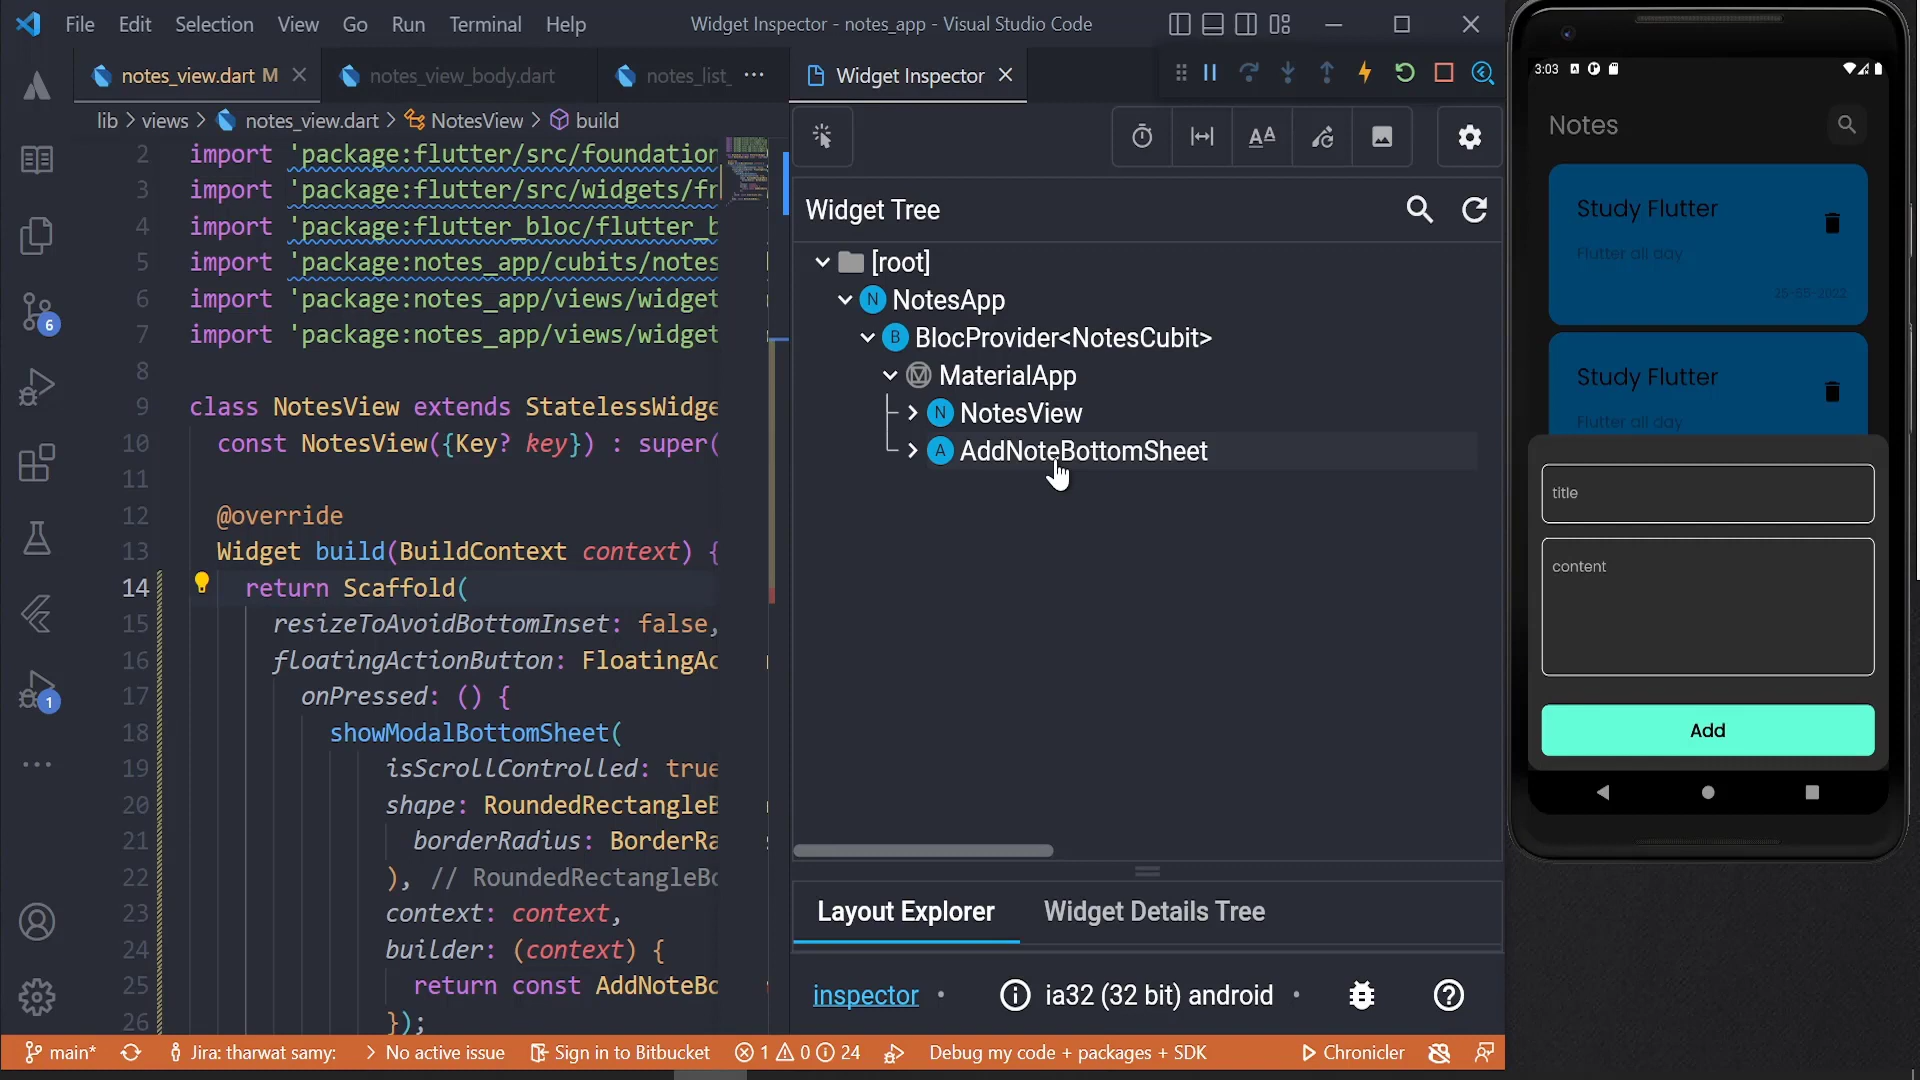 File Edit Selection View Go Run Terminal Help
Widget Inspector - notes_app - Visual Studio Code
notes_view.dart M
notes_view_body.dart
notes_list_ ...
Widget Inspector
lib > views > notes_view.dart > NotesView > build
2 import 'package:flutter/src/foundation
3 import 'package:flutter/src/widgets/fr
4 import 'package:flutter_bloc/flutter_b
5 import 'package:notes_app/cubits/notes
6 import 'package:notes_app/views/widget
7 import 'package:notes_app/views/widget
8
9 class NotesView extends StatelessWidge
10 const NotesView({Key? key}) : super(
11
12 @override
13 Widget build(BuildContext context) {
14 return Scaffold(
15 resizeToAvoidBottomInset: false,
16 floatingActionButton: FloatingAc
17 onPressed: () {
18 showModalBottomSheet(
19 isScrollControlled: true
20 shape: RoundedRectangleB
21 borderRadius: BorderRa
22 ), // RoundedRectangleBo
23 context: context,
24 builder: (context) {
25 return const AddNoteBo
26 });
6
1
Widget Tree
[root]
N NotesApp
B BlocProvider<NotesCubit>
M MaterialApp
N NotesView
A AddNoteBottomSheet
Layout Explorer
Widget Details Tree
inspector • ia32 (32 bit) android •
main* Jira: tharwat samy: > No active issue Sign in to Bitbucket 1 0 24 Debug my code + packages + SDK Chronicler
3:03
Notes
Study Flutter
Flutter all day
25-55-2022
Study Flutter
Flutter all day
title
content
Add